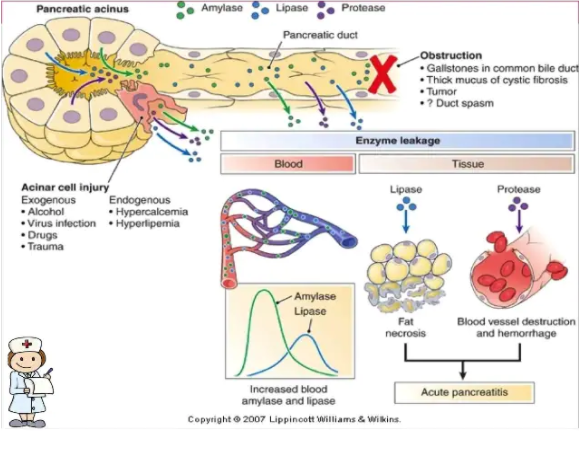 Pancreatic acinus
Amylase
Lipase
Protease
Pancreatic duct
Obstruction
• Gallstones in common bile duct
• Thick mucus of cystic fibrosis
• Tumor
• ? Duct spasm
Enzyme leakage
Blood
Tissue
Acinar cell injury
Exogenous
• Alcohol
• Virus infection
• Drugs
• Trauma
Endogenous
• Hypercalcemia
• Hyperlipemia
Lipase
Protease
Amylase
Lipase
Increased blood
amylase and lipase
Fat
necrosis
Blood vessel destruction
and hemorrhage
Acute pancreatitis
Copyright © 2007 Lippincott Williams & Wilkins.